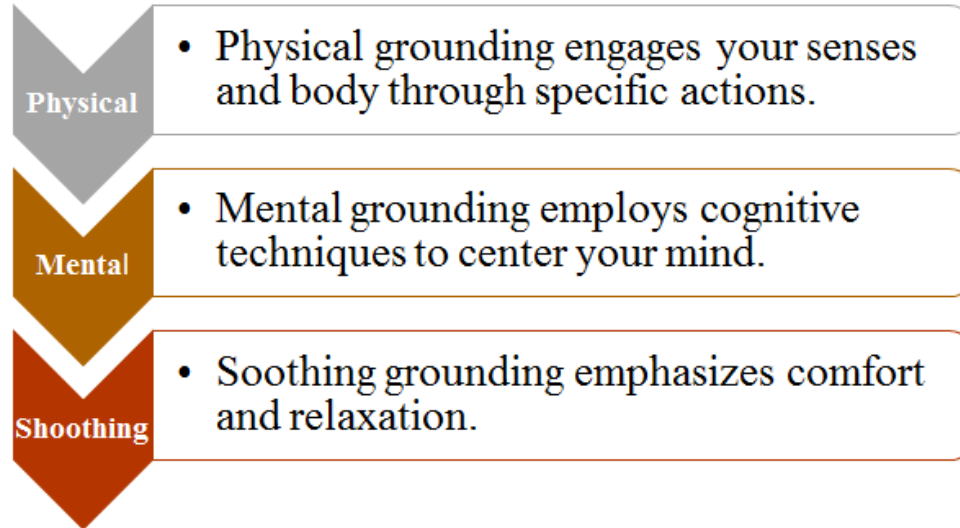 Physical
• Physical grounding engages your senses
and body through specific actions.
Mental
• Mental grounding employs cognitive
techniques to center your mind.
Shoothing
• Soothing grounding emphasizes comfort
and relaxation.